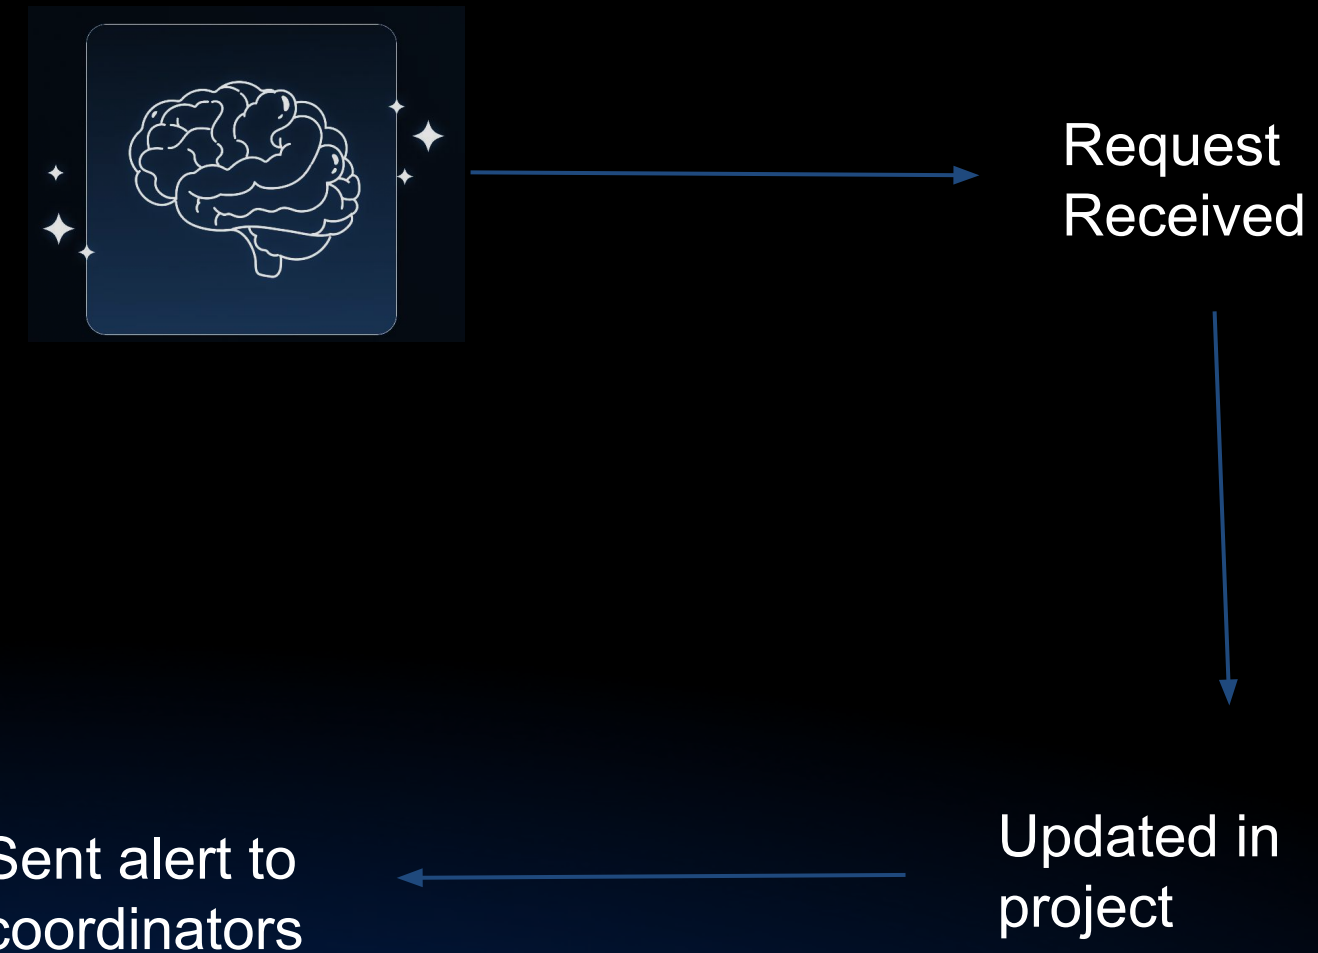 Request
Received
Updated in
project
Sent alert to
coordinators